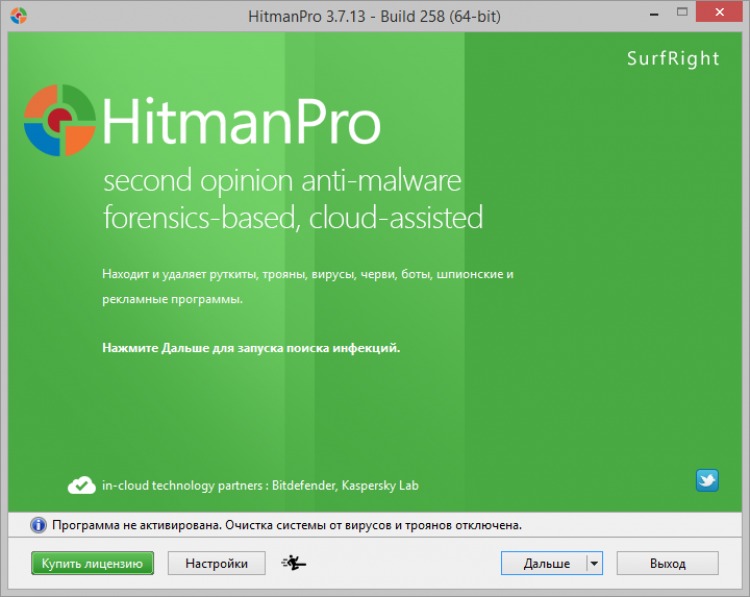 HitmanPro 3.7.13 - Build 258 (64-bit)
SurfRight
HitmanPro
second opinion anti-malware
forensics-based, cloud-assisted
Находит и удаляет руткиты, трояны, вирусы, черви, боты, шпионские и
рекламные программы.
Нажмите Дальше для запуска поиска инфекций.
in-cloud technology partners : Bitdefender, Kaspersky Lab
Программа не активирована. Очистка системы от вирусов и троянов отключена.
Купить лицензию
Настройки
Дальше
Выход